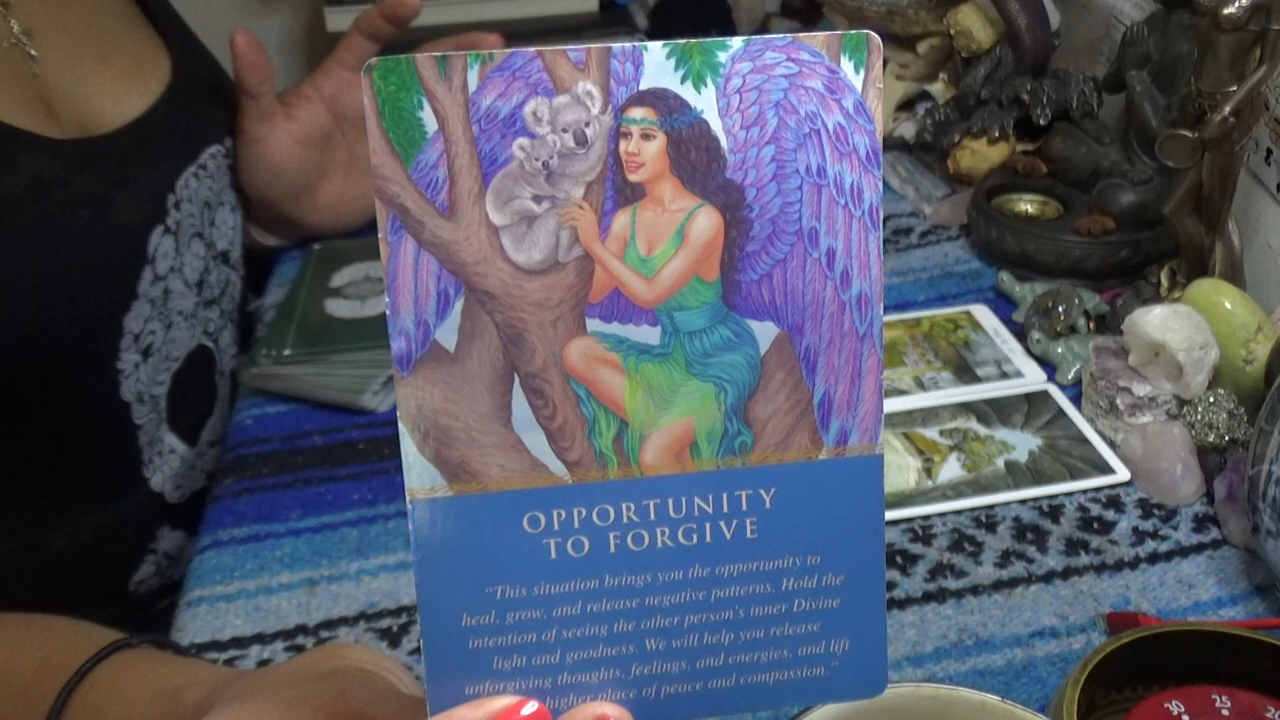 OPPORTUNITY
TO FORGIVE
"This situation brings you the opportunity to
heal, grow, and release negative patterns. Hold the
intention of seeing the other person's inner Divine
light and goodness. We will help you release
unforgiving thoughts, feelings, and energies, and lift
higher place of peace and compassion."
30 25